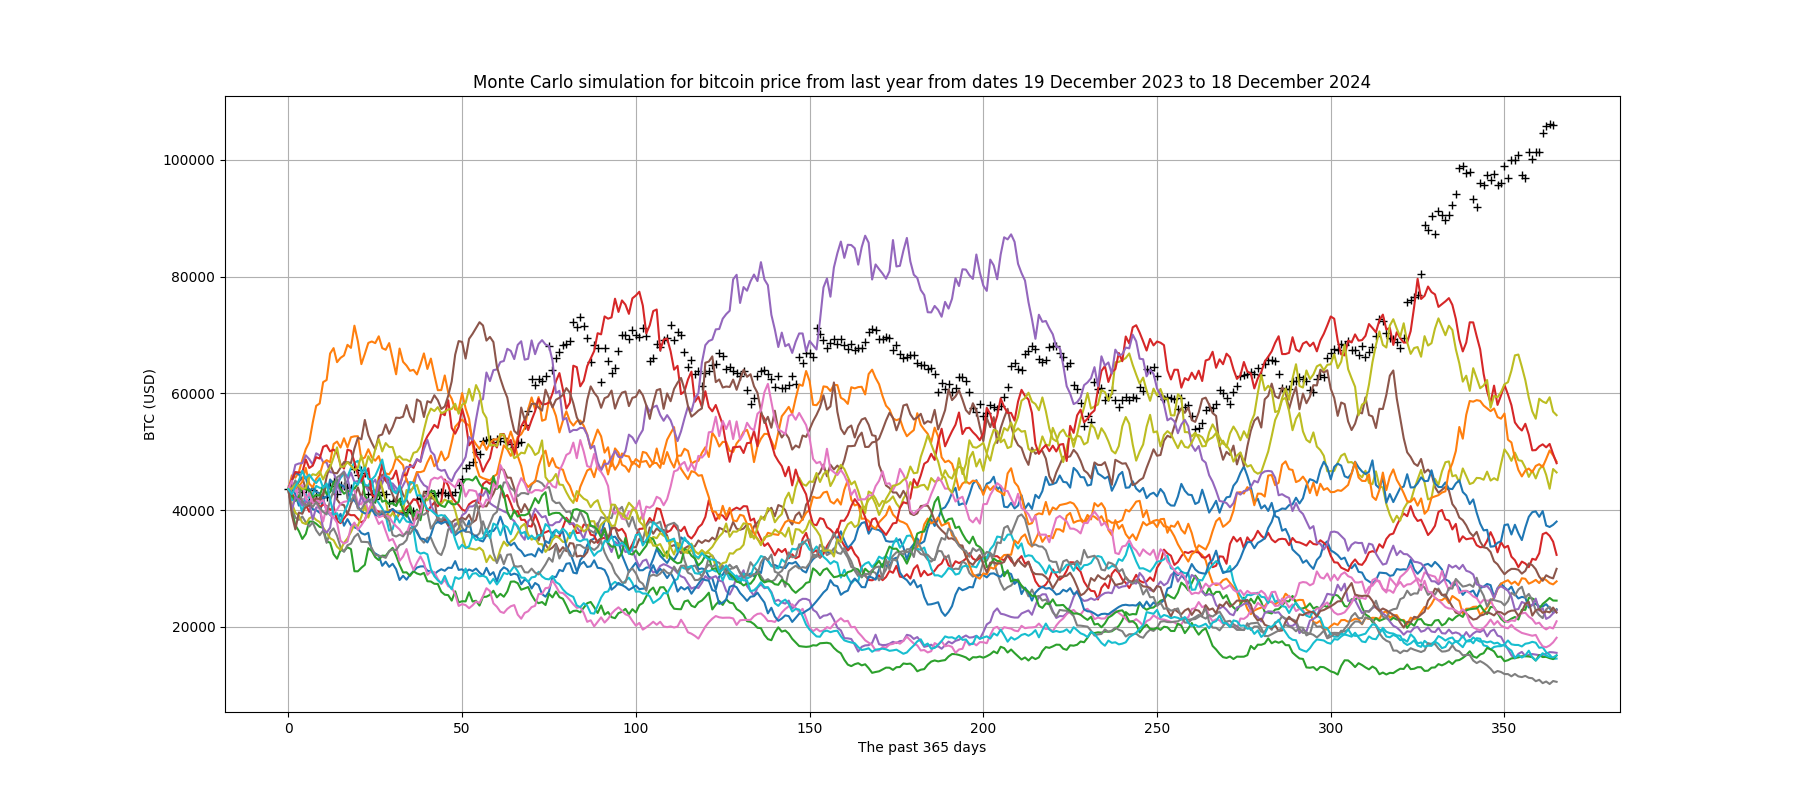 Monte Carlo simulation for bitcoin price from last year from dates 19 December 2023 to 18 December 2024
100000
80000
60000
40000
20000
BTC (USD)
0 50 100 150 200 250 300 350
The past 365 days